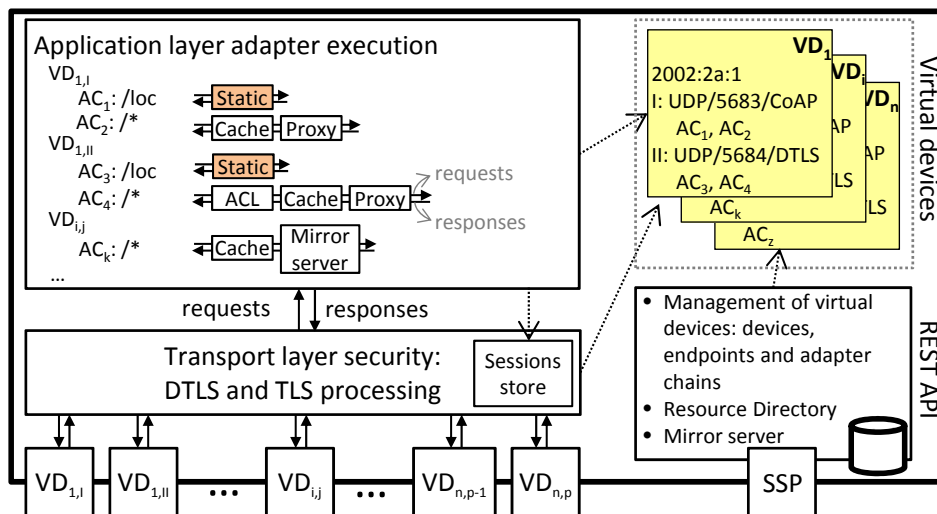 Application layer adapter execution
VD1,I
AC1: /loc
Static
AC2: /*
Cache
Proxy
VD1,II
AC3: /loc
Static
AC4: /*
ACL
Cache
Proxy
requests
responses
VDi,j
ACk: /*
Cache
Mirror
server
...
requests
responses
Transport layer security:
DTLS and TLS processing
Sessions
store
VD1,I
VD1,II
...
VDi,j
...
VDn,p-1
VDn,p
VD1
2002:2a:1
I: UDP/5683/CoAP
AC1, AC2
II: UDP/5684/DTLS
AC3, AC4
VDi
AP
LS
ACk
VDn
AP
LS
ACz
Virtual devices
• Management of virtual
devices: devices,
endpoints and adapter
chains
• Resource Directory
• Mirror server
REST API
SSP